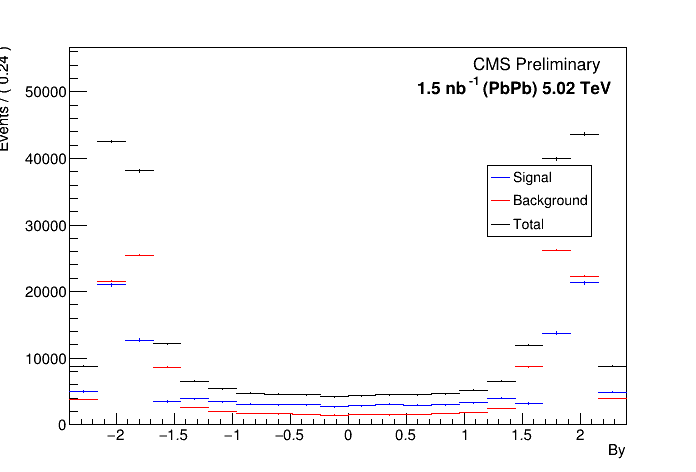 CMS Preliminary
1.5 nb-1 (PbPb) 5.02 TeV
Events / ( 0.24 )
50000
40000
30000
20000
10000
0
Signal
Background
Total
−2 −1.5 −1 −0.5 0 0.5 1 1.5 2
By